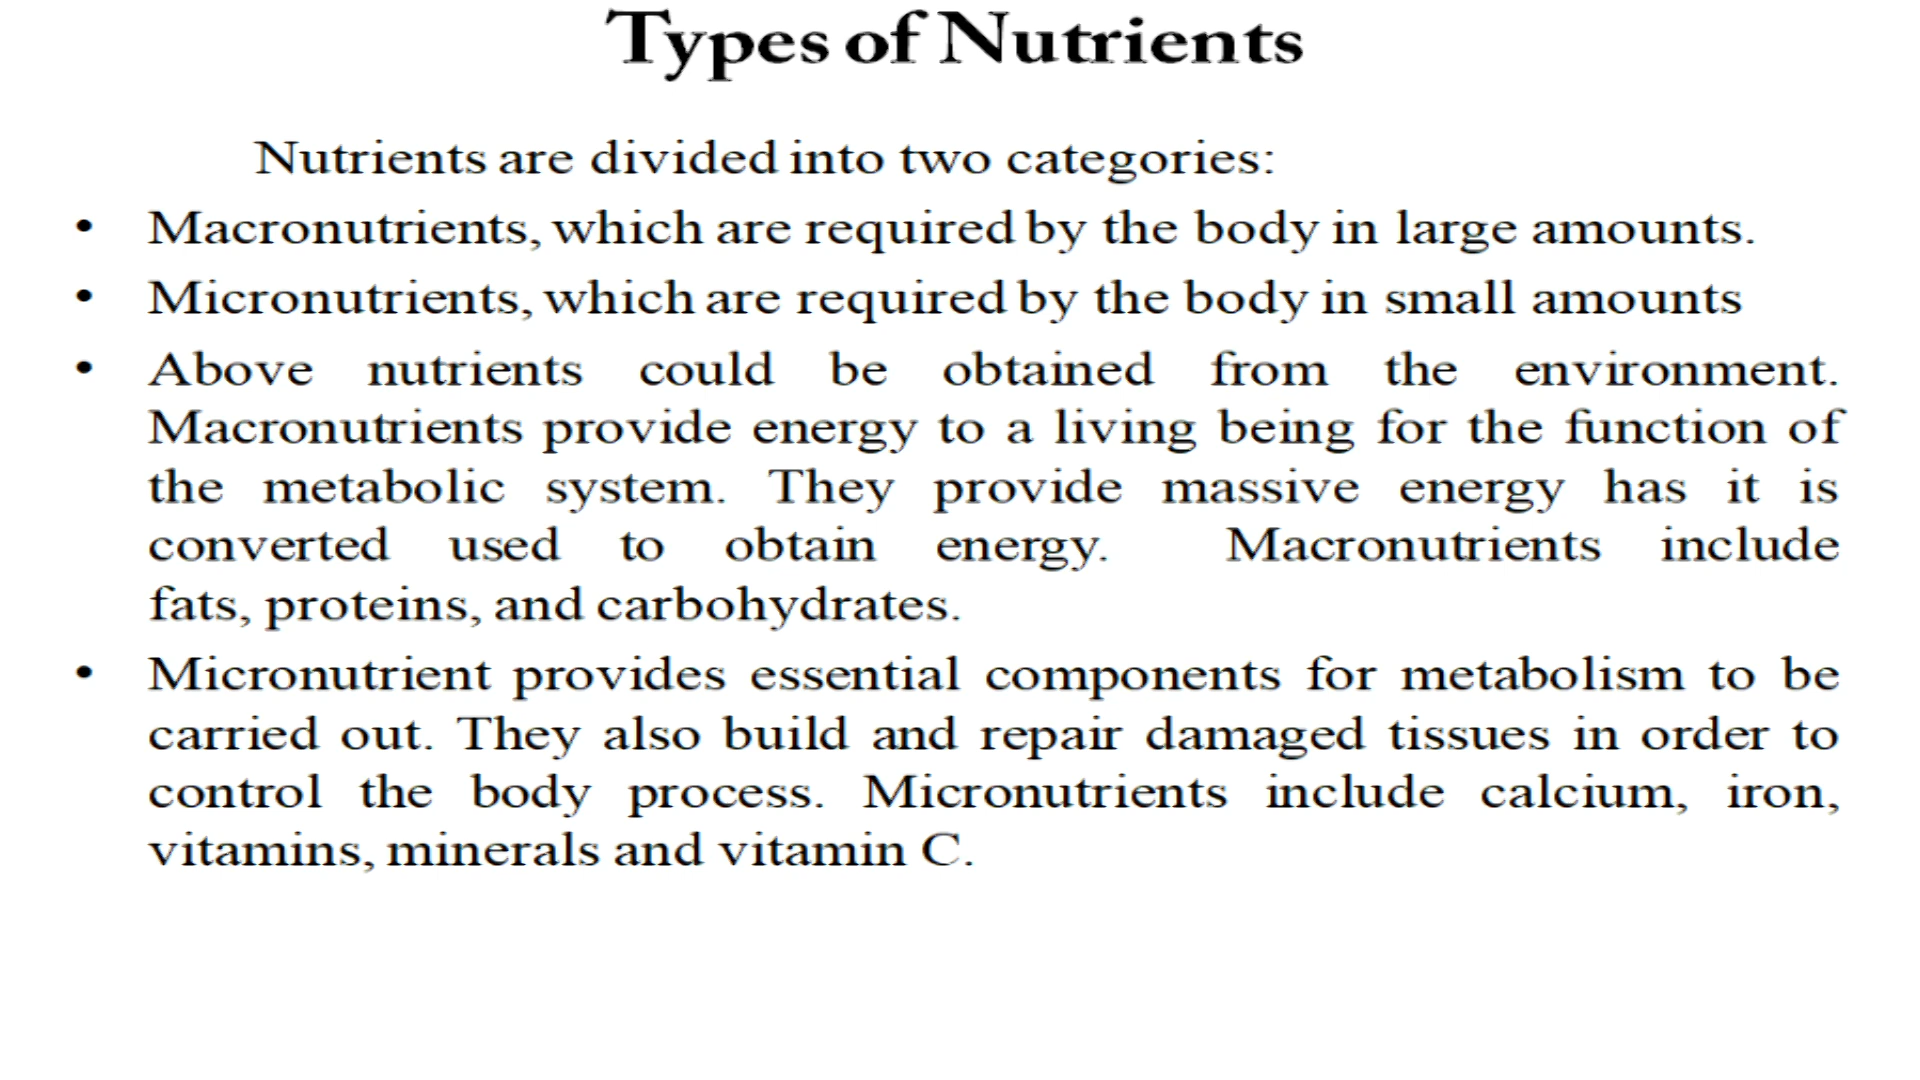 Types of Nutrients
Nutrients are divided into two categories:
• Macronutrients, which are required by the body in large amounts.
• Micronutrients, which are required by the body in small amounts
• Above nutrients could be obtained from the environment.
Macronutrients provide energy to a living being for the function of
the metabolic system. They provide massive energy has it is
converted used to obtain energy. Macronutrients include
fats, proteins, and carbohydrates.
• Micronutrient provides essential components for metabolism to be
carried out. They also build and repair damaged tissues in order to
control the body process. Micronutrients include calcium, iron,
vitamins, minerals and vitamin C.